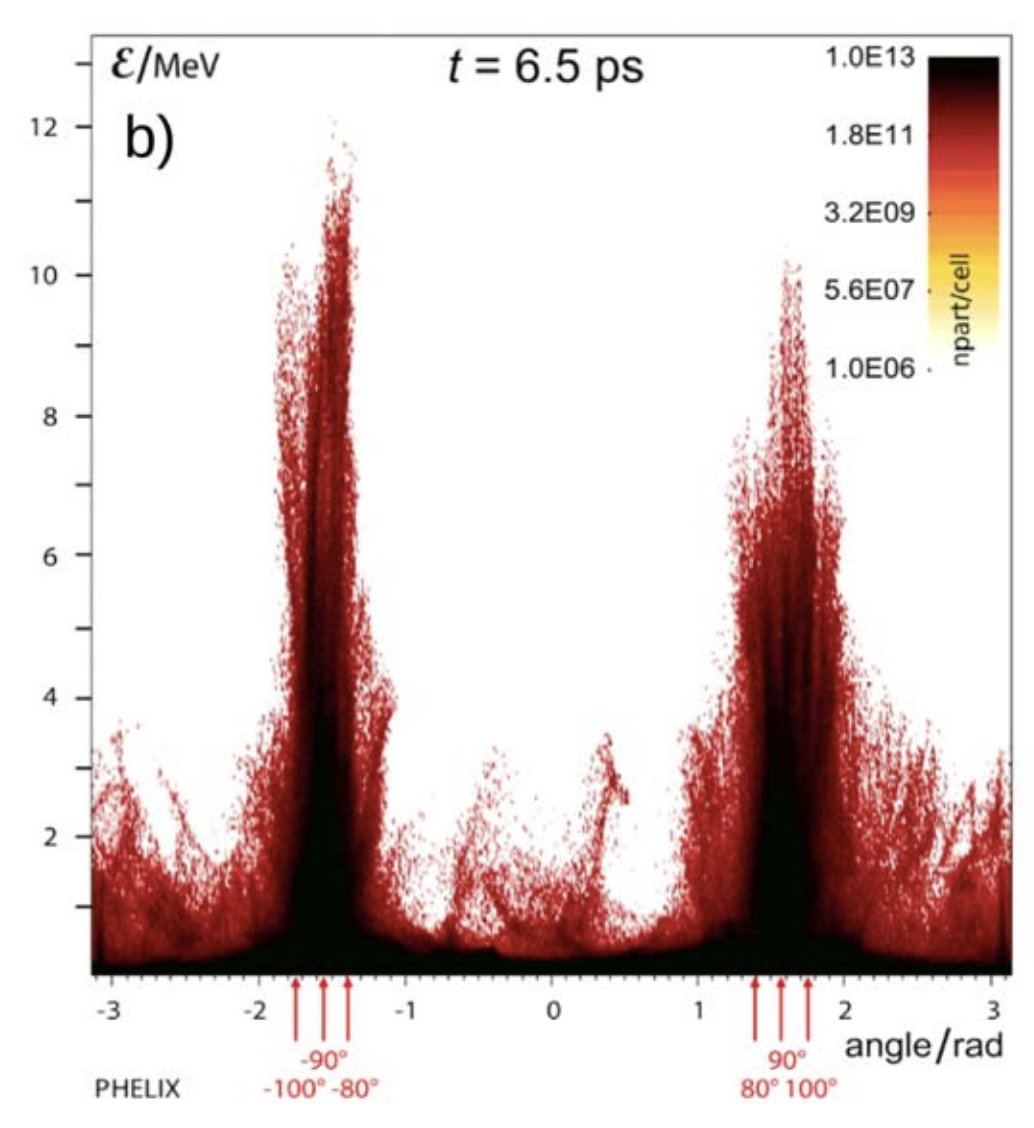 ℰ/MeV
t = 6.5 ps
b)
1.0E13
1.8E11
3.2E09
5.6E07
1.0E06
npart/cell
12
10
8
6
4
2
-3 -2 -1 0 1 2 3
angle/rad
-90° 90°
PHELIX -100° -80° 80° 100°